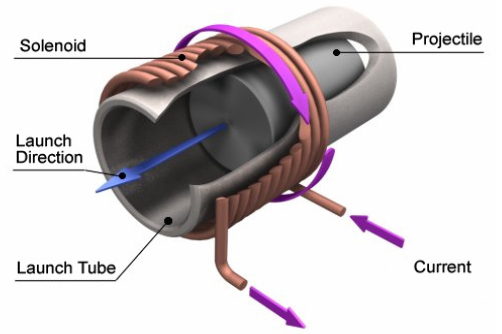 Solenoid
Projectile
Launch
Direction
Launch Tube
Current